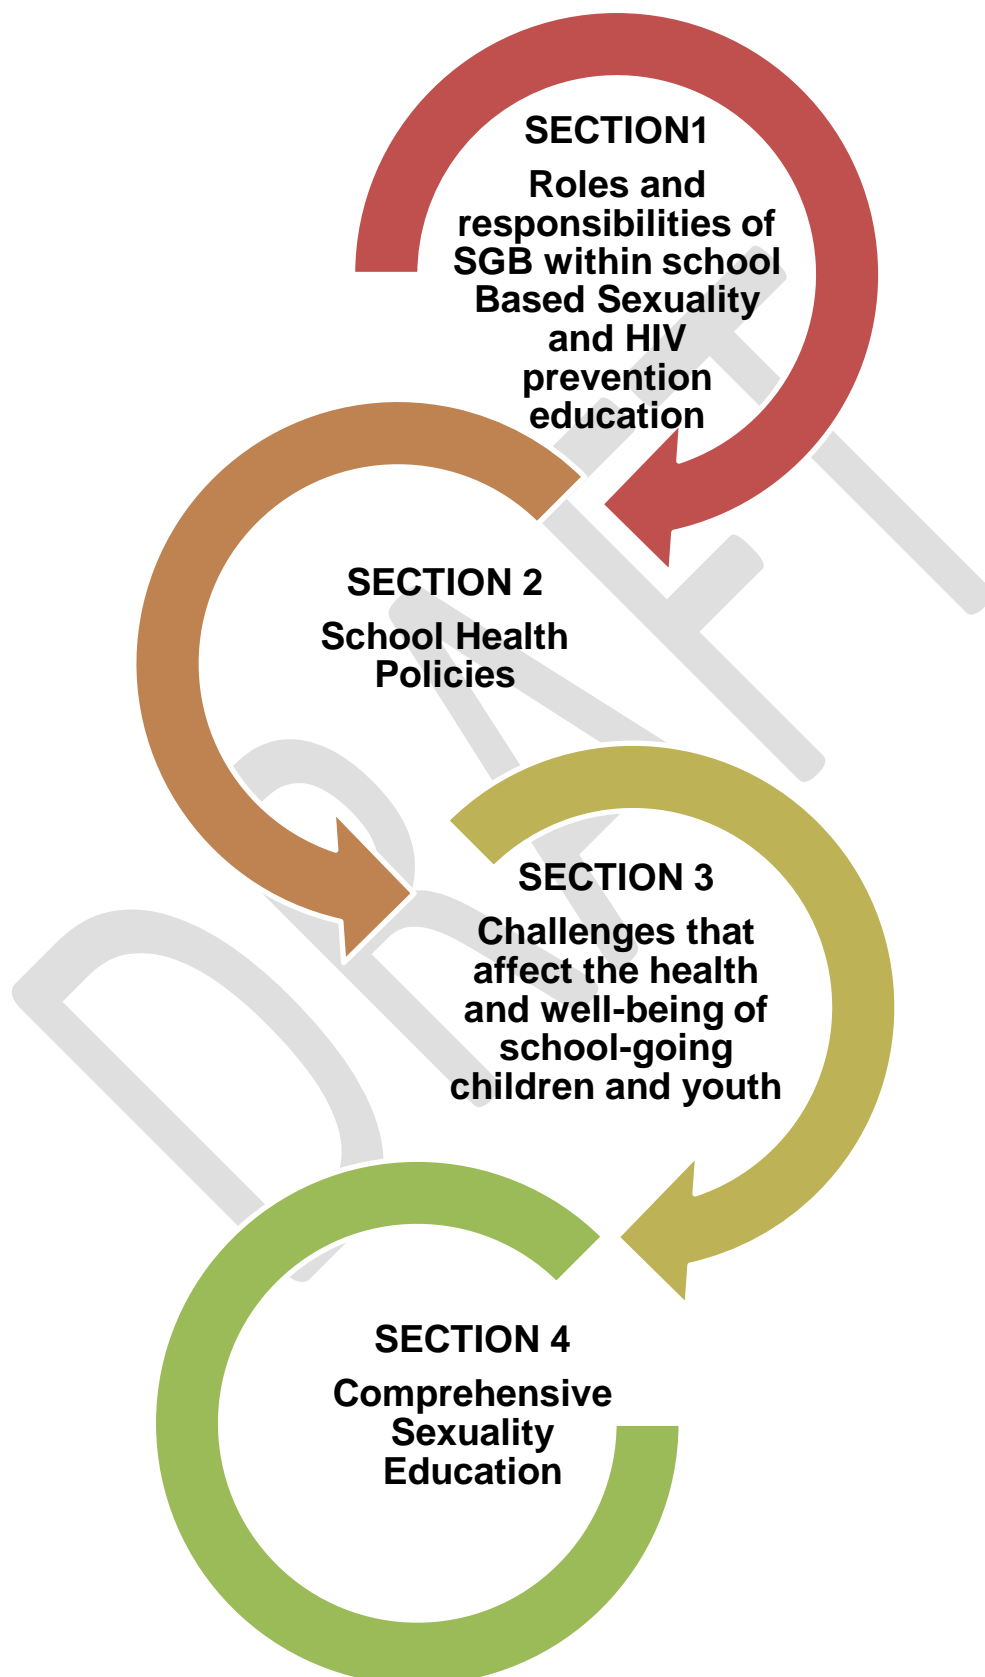 SECTION1
Roles and
responsibilities of
SGB within school
Based Sexuality
and HIV
prevention
education
SECTION 2
School Health
Policies
SECTION 3
Challenges that
affect the health
and well-being of
school-going
children and youth
SECTION 4
Comprehensive
Sexuality
Education
DRAFT